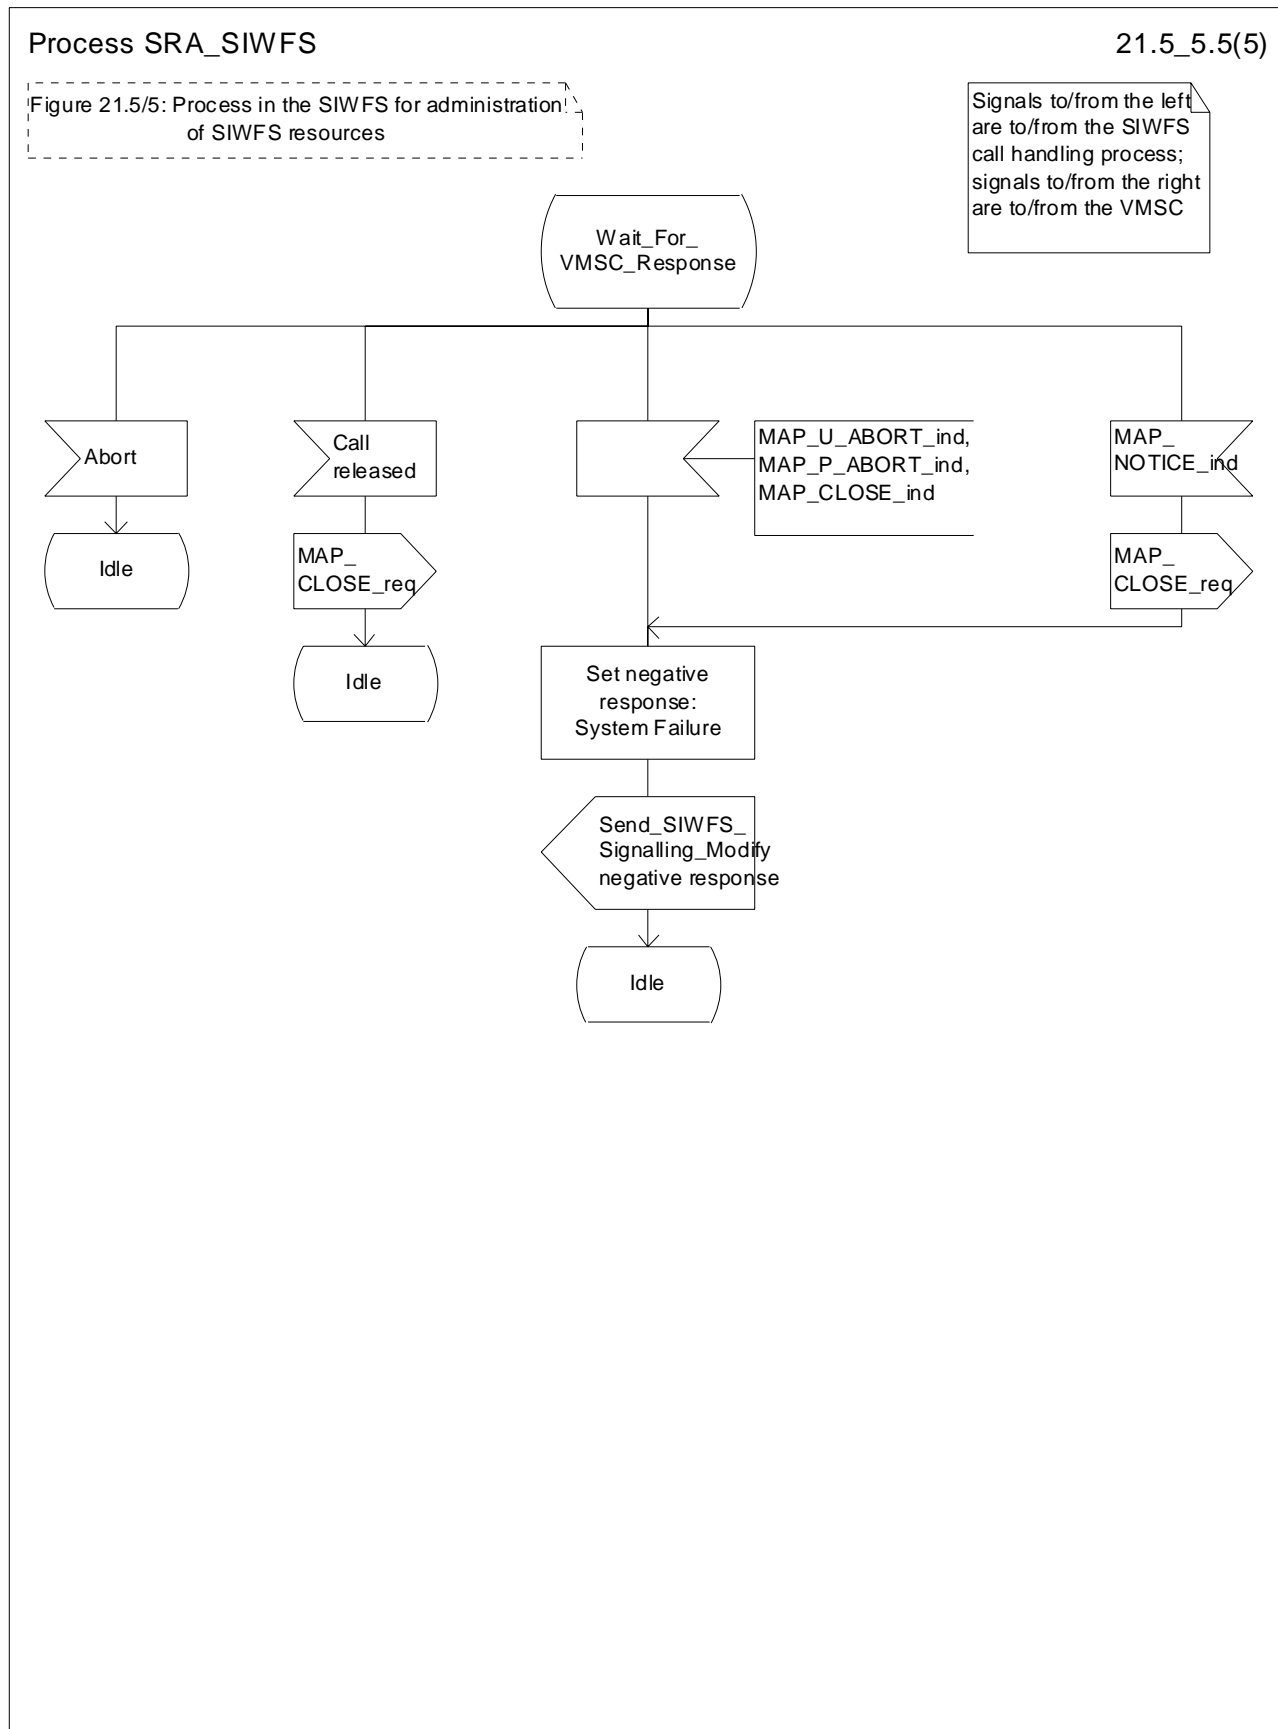 Process SRA_SIWFS
21.5_5.5(5)
Figure 21.5/5: Process in the SIWFS for administration
of SIWFS resources
Signals to/from the left
are to/from the SIWFS
call handling process;
signals to/from the right
are to/from the VMSC
Wait_For_
VMSC_Response
Abort
Call
released
MAP_U_ABORT_ind,
MAP_P_ABORT_ind,
MAP_CLOSE_ind
MAP_
NOTICE_ind
Idle
MAP_
CLOSE_req
MAP_
CLOSE_req
Idle
Set negative
response:
System Failure
Send_SIWFS_
Signalling_Modify
negative response
Idle